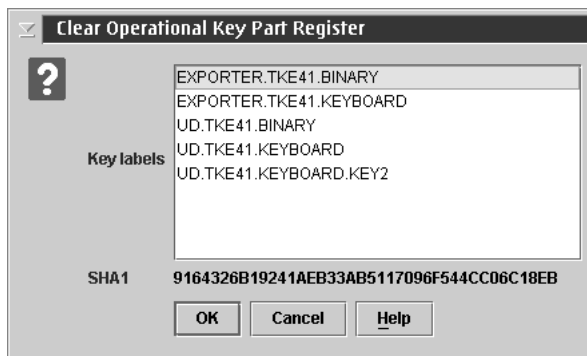 Clear Operational Key Part Register
?
EXPORTER.TKE41.BINARY
EXPORTER.TKE41.KEYBOARD
UD.TKE41.BINARY
UD.TKE41.KEYBOARD
UD.TKE41.KEYBOARD.KEY2
Key labels
SHA1 9164326B19241AEB33AB5117096F544CC06C18EB
OK Cancel Help